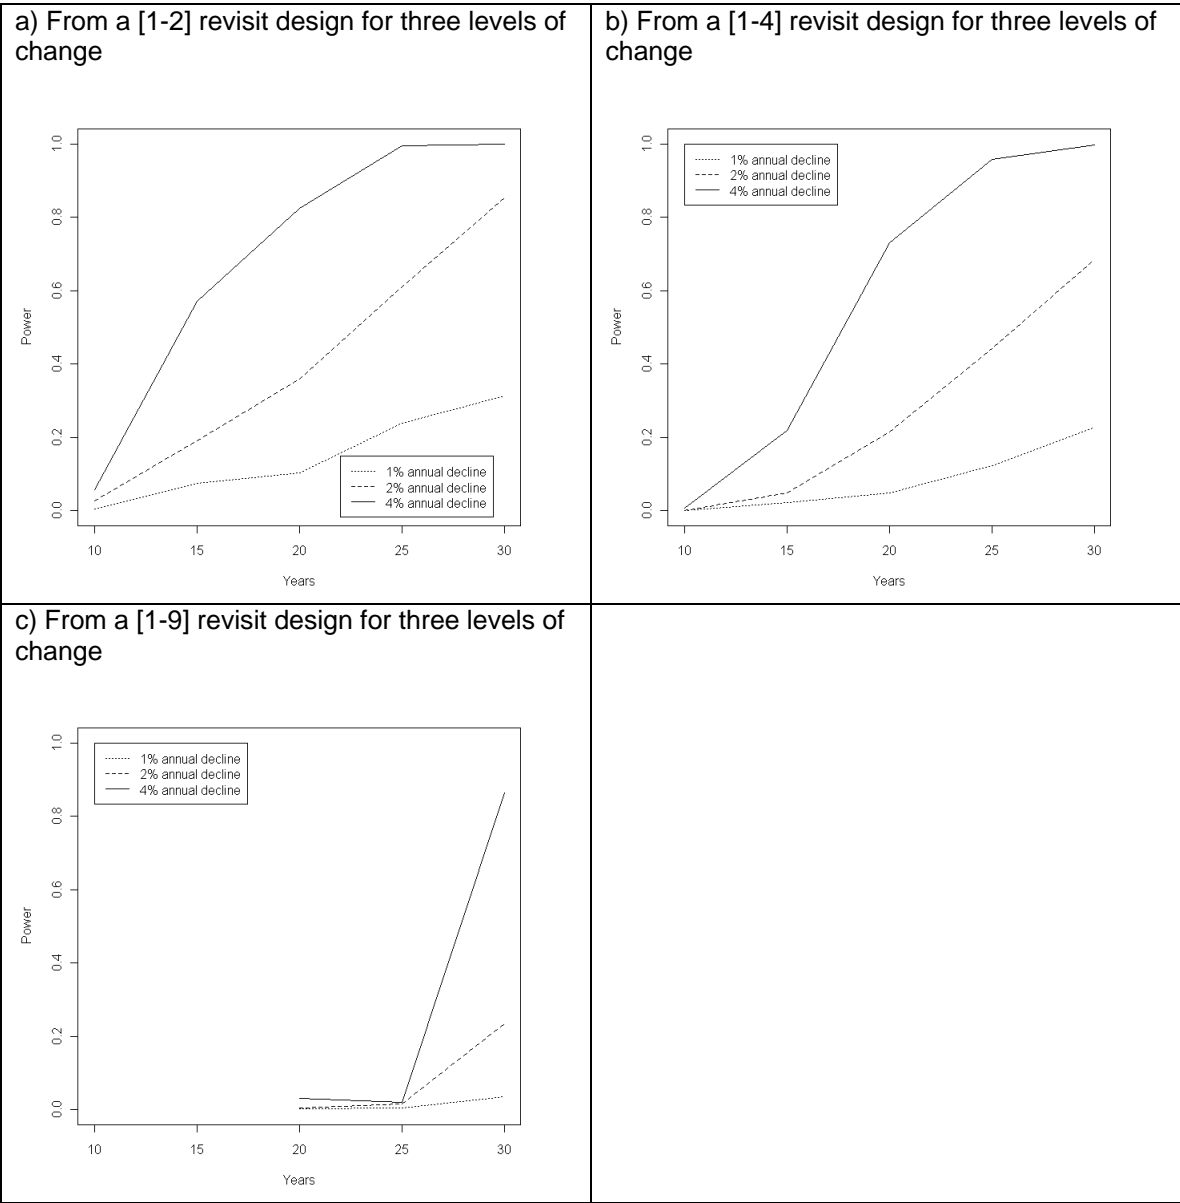 a) From a [1-2] revisit design for three levels of
change
1.0
0.8
0.6
0.4
0.2
0.0
Power
1% annual decline
2% annual decline
4% annual decline
10 15 20 25 30
Years
b) From a [1-4] revisit design for three levels of
change
1.0
0.8
0.6
0.4
0.2
0.0
Power
1% annual decline
2% annual decline
4% annual decline
10 15 20 25 30
Years
c) From a [1-9] revisit design for three levels of
change
1.0
0.8
0.6
0.4
0.2
0.0
Power
1% annual decline
2% annual decline
4% annual decline
10 15 20 25 30
Years